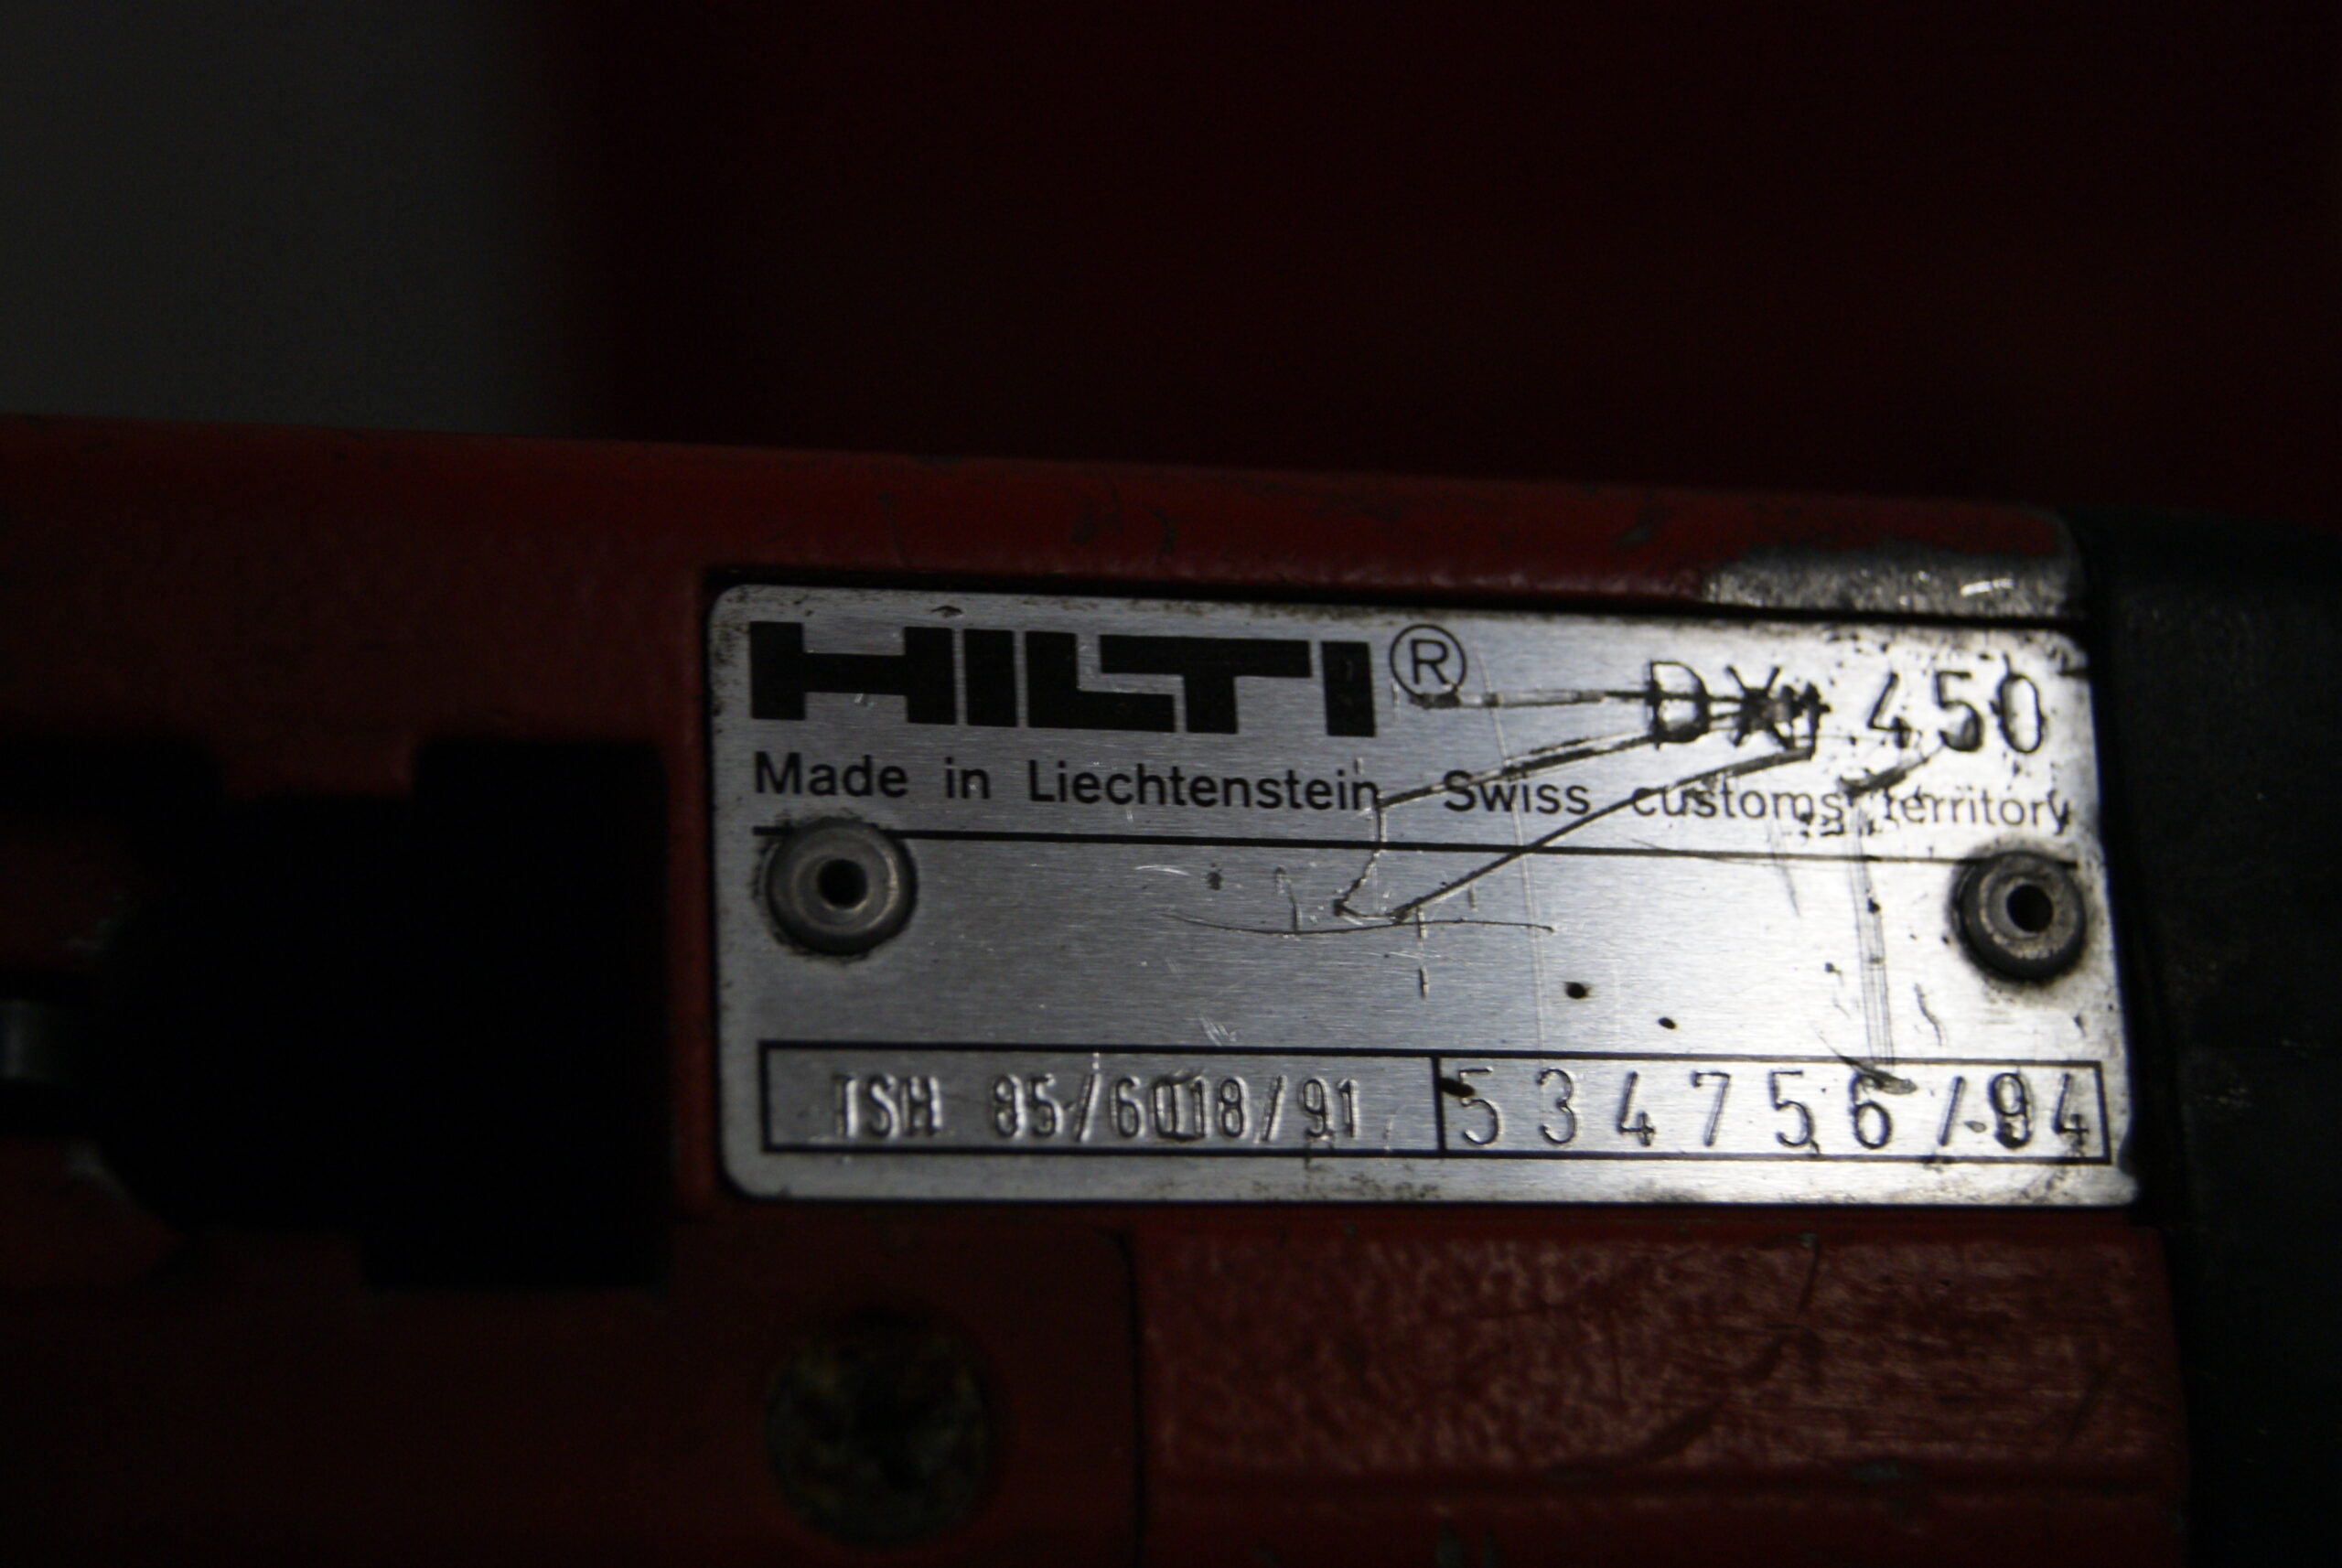 HILTI® DX 450
Made in Liechtenstein Swiss customs territory
TSH 85/6018/91 534756/94